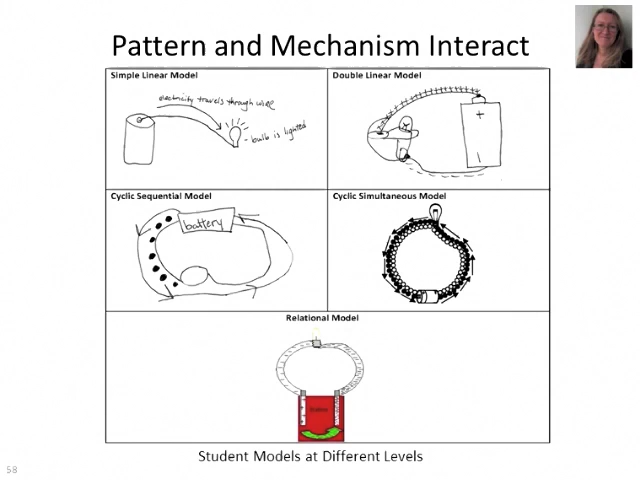 Pattern and Mechanism Interact
Simple Linear Model
electricity travels through wire
- bulb is lighted
Double Linear Model
+
Cyclic Sequential Model
battery
Cyclic Simultaneous Model
Relational Model
Student Models at Different Levels
58